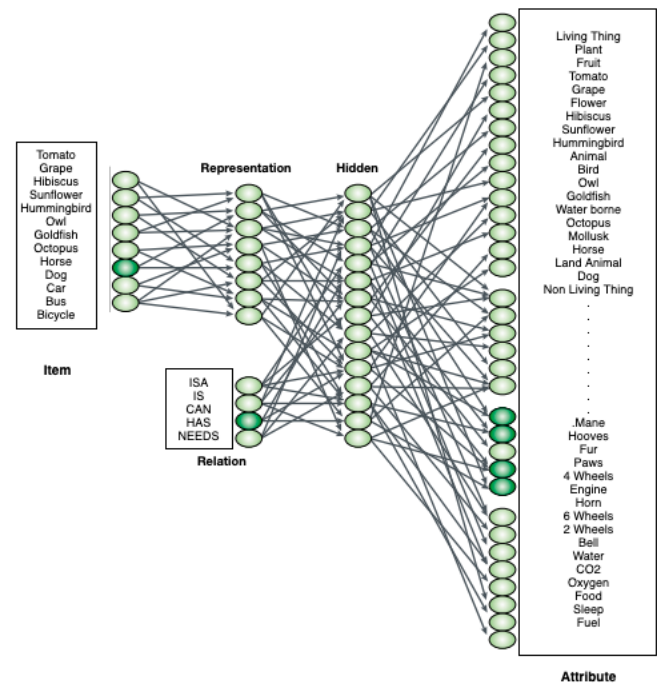 Tomato
Grape
Hibiscus
Sunflower
Hummingbird
Owl
Goldfish
Octopus
Horse
Dog
Car
Bus
Bicycle
Item
Representation
Hidden
ISA
IS
CAN
HAS
NEEDS
Relation
Living Thing
Plant
Fruit
Tomato
Grape
Flower
Hibiscus
Sunflower
Hummingbird
Animal
Bird
Owl
Goldfish
Water borne
Octopus
Mollusk
Horse
Land Animal
Dog
Non Living Thing
.
.
.
.
.
.
.
.
.Mane
Hooves
Fur
Paws
4 Wheels
Engine
Horn
6 Wheels
2 Wheels
Bell
Water
CO2
Oxygen
Food
Sleep
Fuel
Attribute